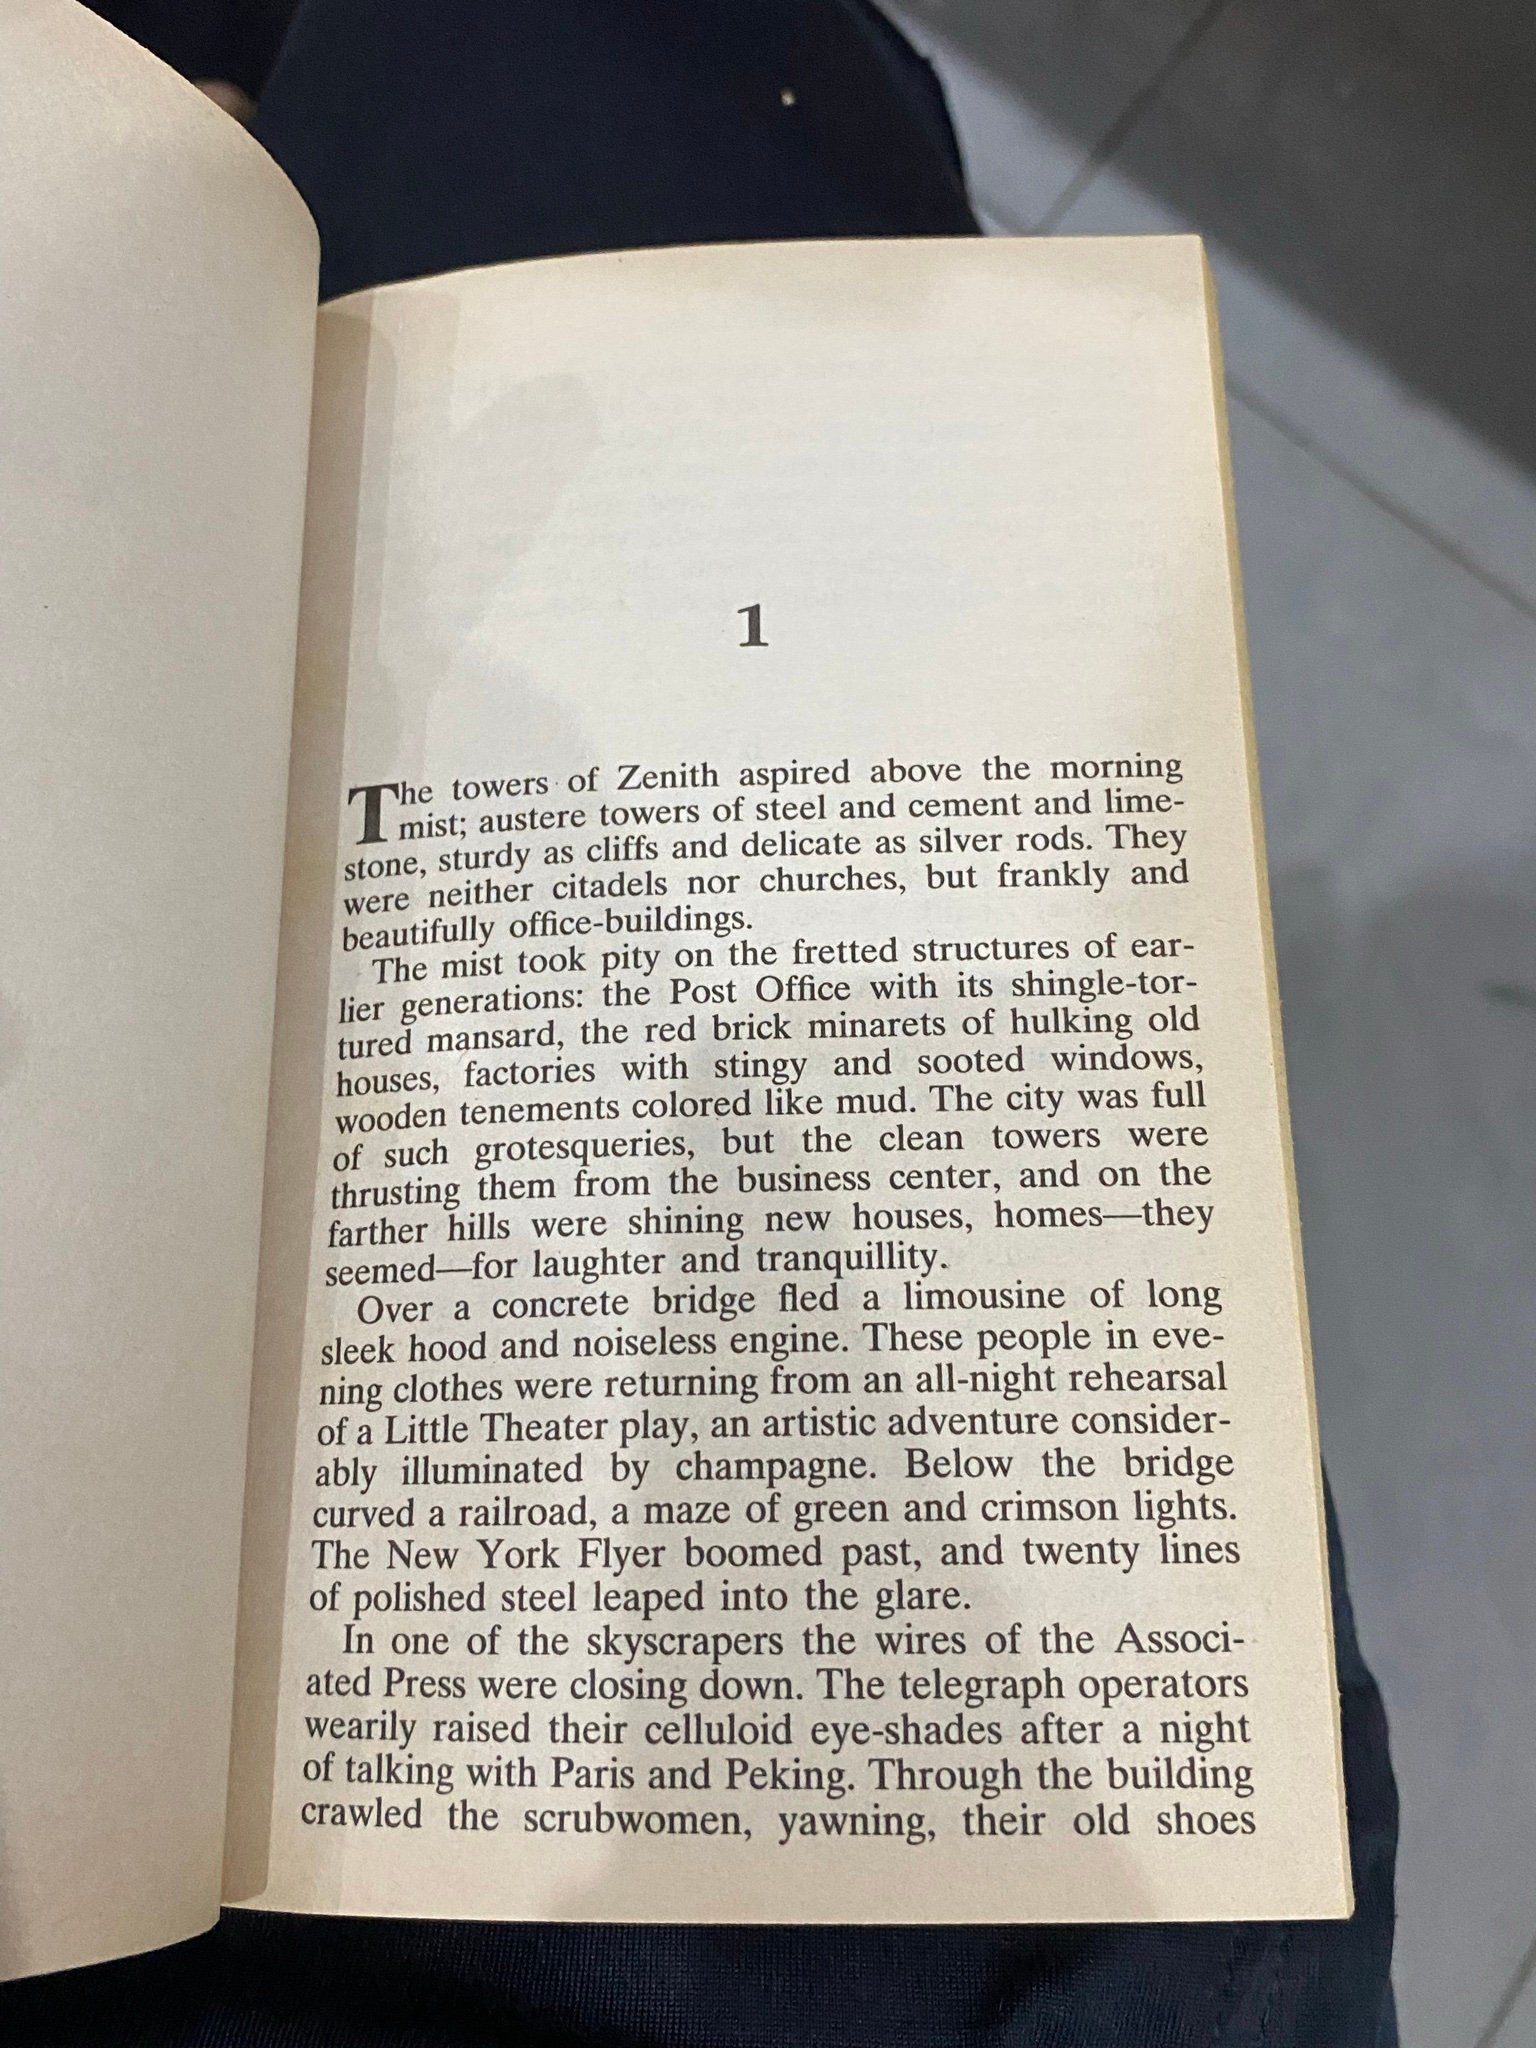 1
The towers of Zenith aspired above the morning
mist; austere towers of steel and cement and lime-
stone, sturdy as cliffs and delicate as silver rods. They
were neither citadels nor churches, but frankly and
beautifully office-buildings.
The mist took pity on the fretted structures of ear-
lier generations: the Post Office with its shingle-tor-
tured mansard, the red brick minarets of hulking old
houses, factories with stingy and sooted windows,
wooden tenements colored like mud. The city was full
of such grotesqueries, but the clean towers were
thrusting them from the business center, and on the
farther hills were shining new houses, homes—they
seemed—for laughter and tranquillity.
Over a concrete bridge fled a limousine of long
sleek hood and noiseless engine. These people in eve-
ning clothes were returning from an all-night rehearsal
of a Little Theater play, an artistic adventure consider-
ably illuminated by champagne. Below the bridge
curved a railroad, a maze of green and crimson lights.
The New York Flyer boomed past, and twenty lines
of polished steel leaped into the glare.
In one of the skyscrapers the wires of the Associ-
ated Press were closing down. The telegraph operators
wearily raised their celluloid eye-shades after a night
of talking with Paris and Peking. Through the building
crawled the scrubwomen, yawning, their old shoes